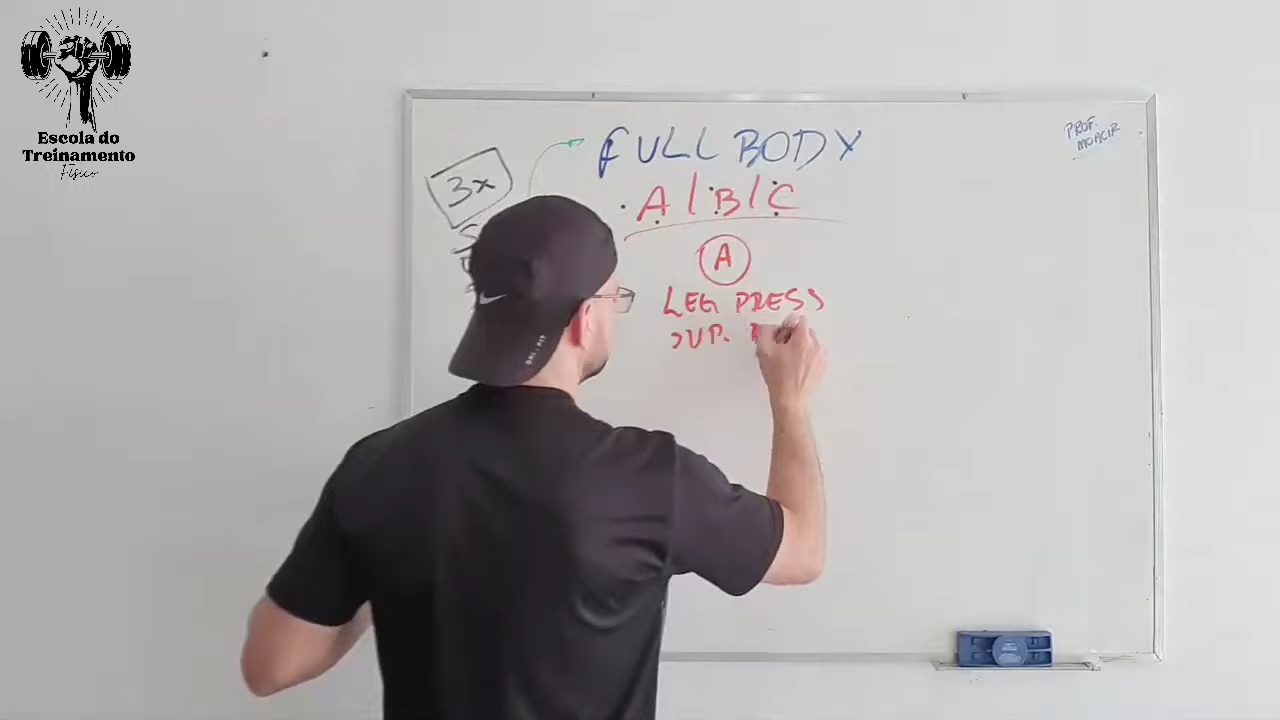 Escola do
Treinamento
Físico
FULL BODY
PROF.
MOACIR
3x
A / B / C
A
LEG PRESS
SUP.